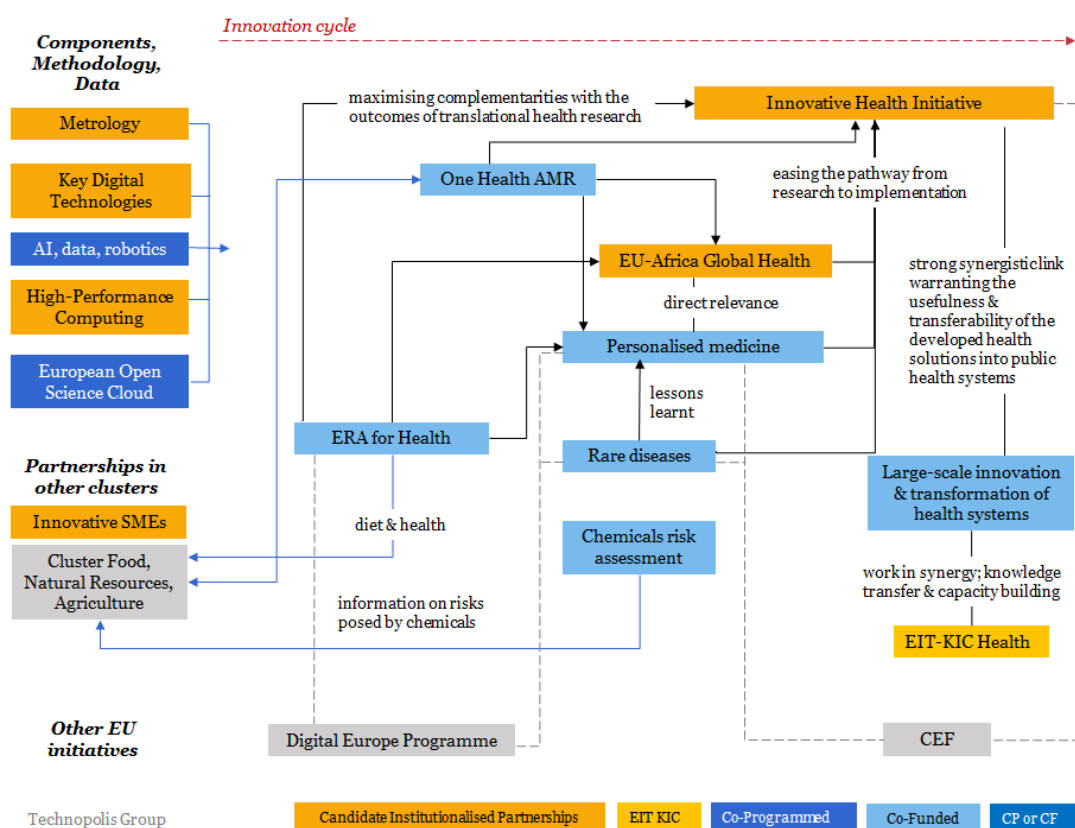 Innovation cycle
Components,
Methodology,
Data
Metrology
Key Digital
Technologies
AI, data, robotics
High-Performance
Computing
European Open
Science Cloud
maximising complementarities with the
outcomes of translational health research
Innovative Health Initiative
One Health AMR
easing the pathway from
research to implementation
EU-Africa Global Health
direct relevance
strong synergistic link
warranting the
usefulness &
transferability of the
developed health
solutions into public
health systems
Personalised medicine
lessons
learnt
ERA for Health
Rare diseases
Large-scale innovation
& transformation of
health systems
Partnerships in
other clusters
Innovative SMEs
Cluster Food,
Natural Resources,
Agriculture
diet & health
Chemicals risk
assessment
information on risks
posed by chemicals
work in synergy; knowledge
transfer & capacity building
EIT-KIC Health
Other EU
initiatives
Digital Europe Programme
CEF
Technopolis Group
Candidate Institutionalised Partnerships
EIT KIC
Co-Programmed
Co-Funded
CP or CF